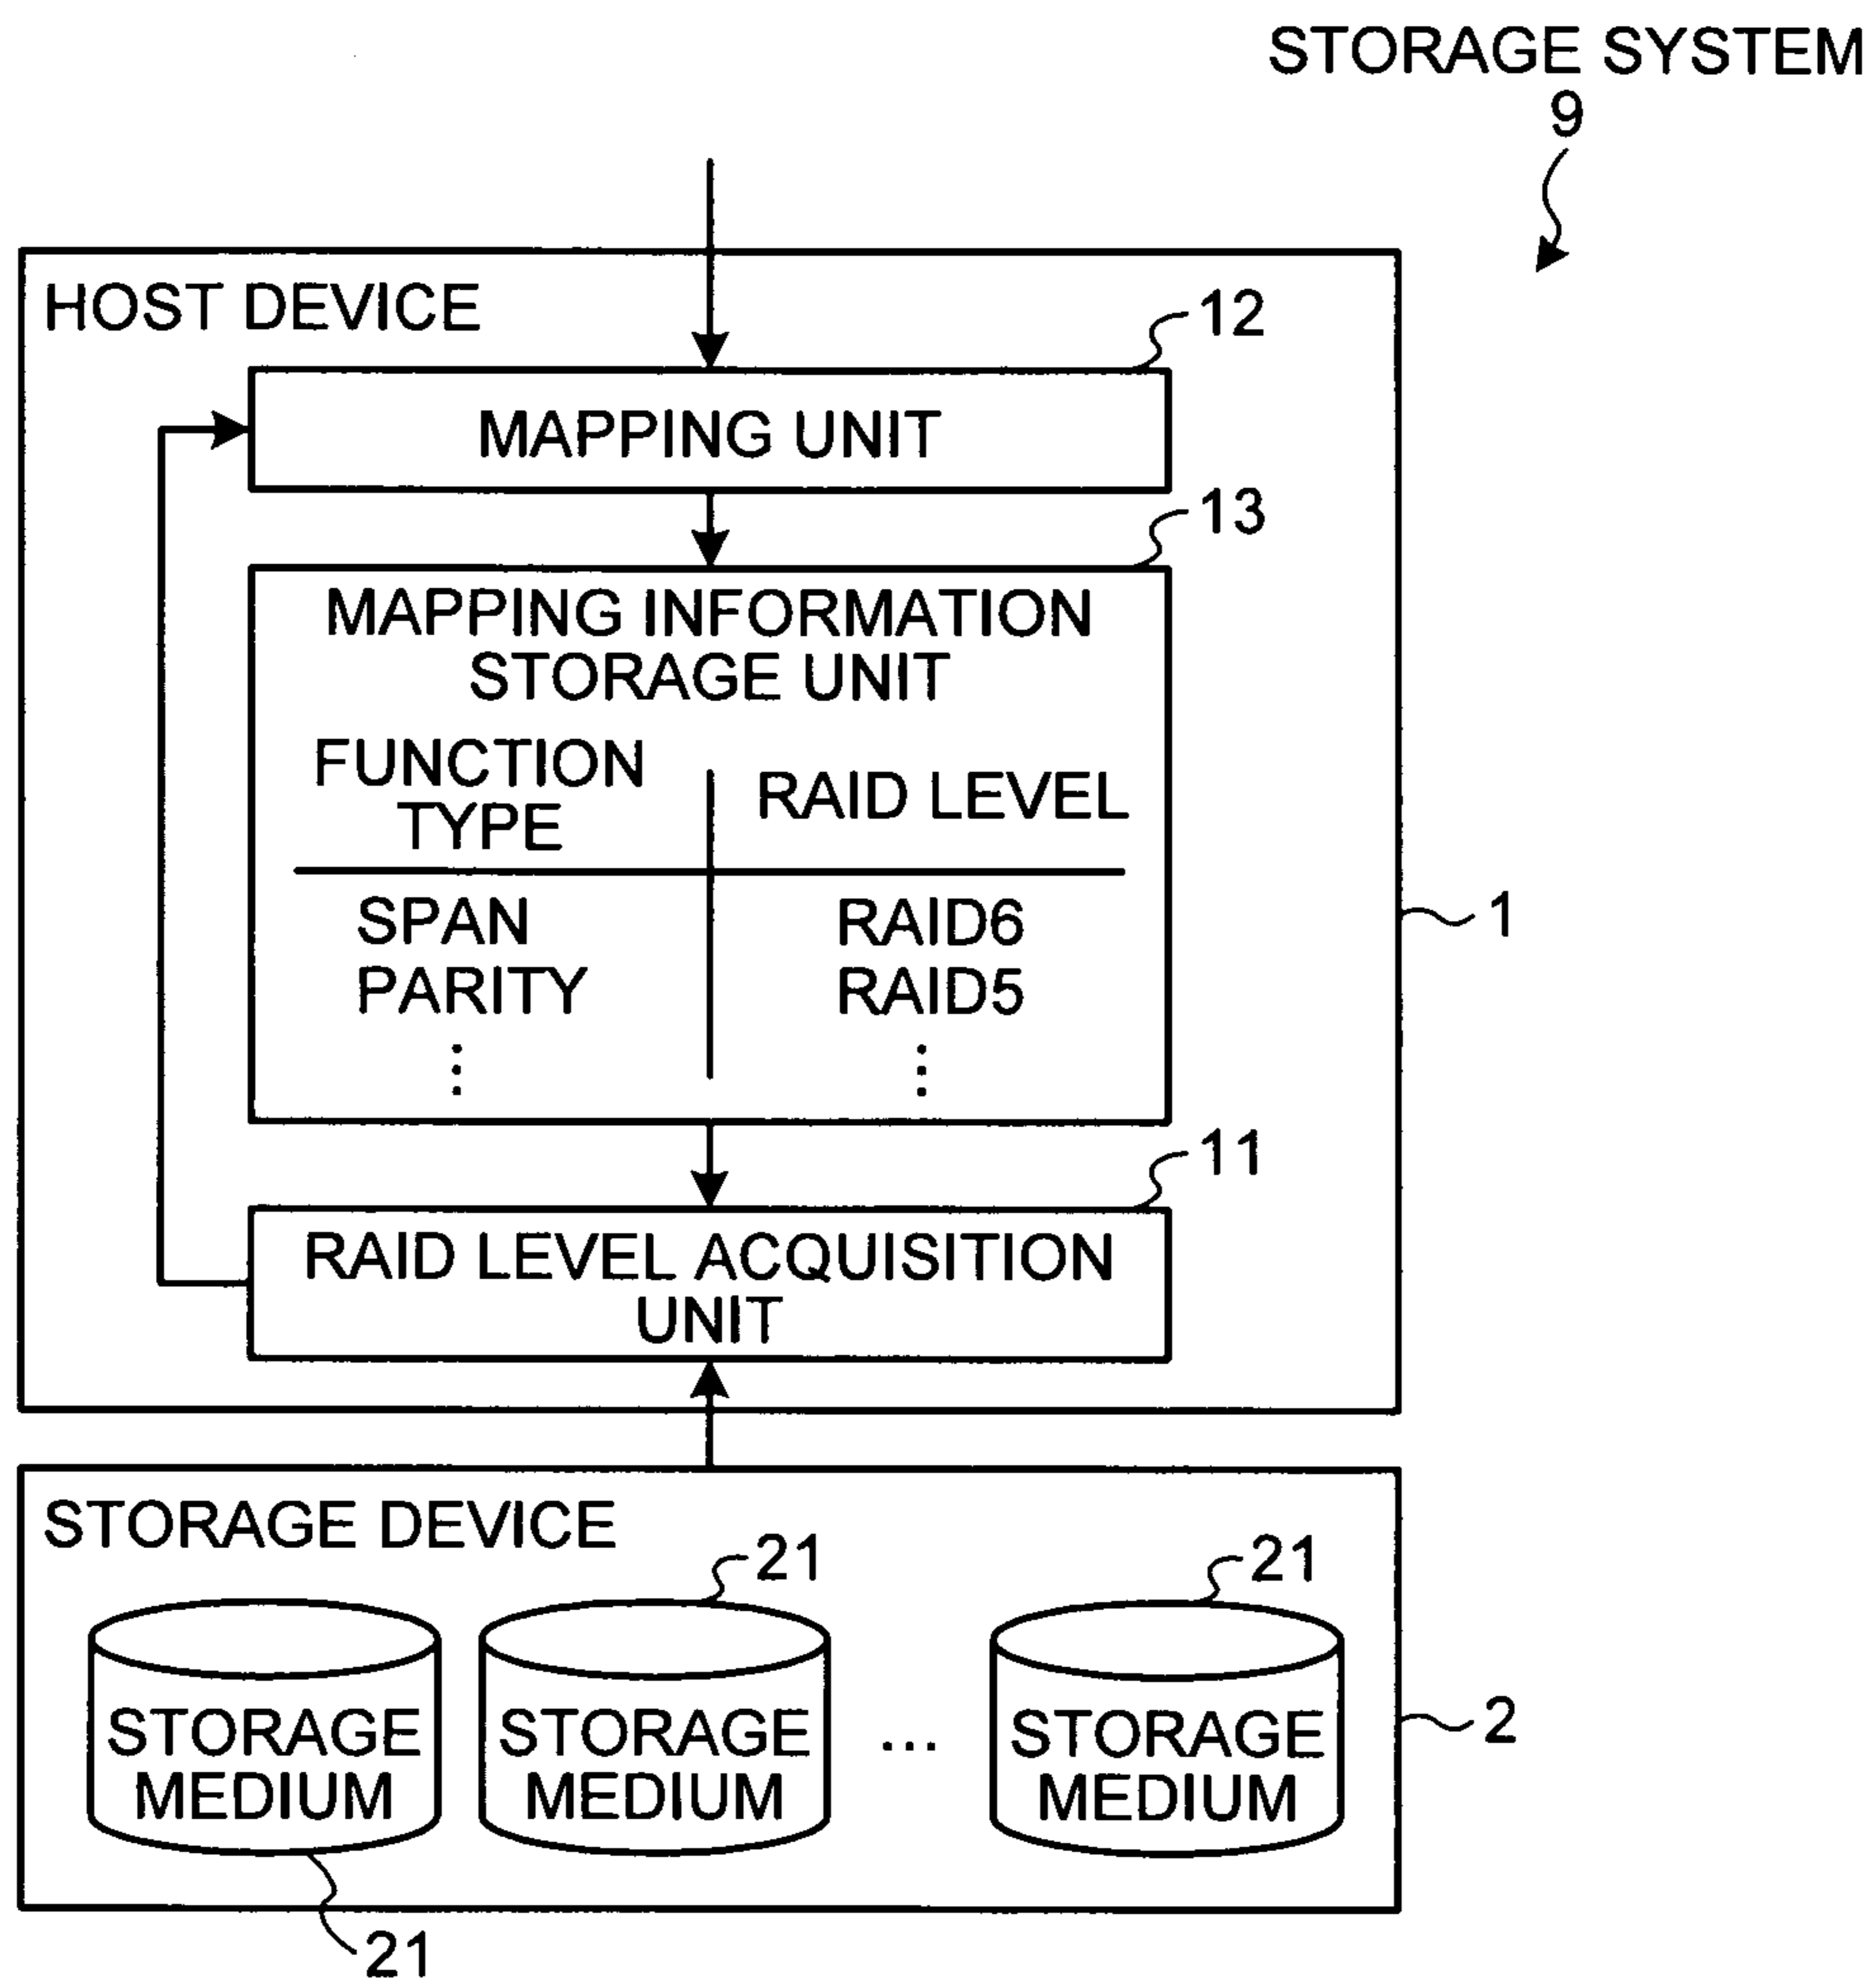 STORAGE SYSTEM
9
HOST DEVICE
12
MAPPING UNIT
13
MAPPING INFORMATION
STORAGE UNIT
FUNCTION
TYPE
RAID LEVEL
SPAN RAID6
PARITY RAID5
1
11
RAID LEVEL ACQUISITION
UNIT
STORAGE DEVICE
21
21
STORAGE
MEDIUM
STORAGE
MEDIUM
...
STORAGE
MEDIUM
2
21